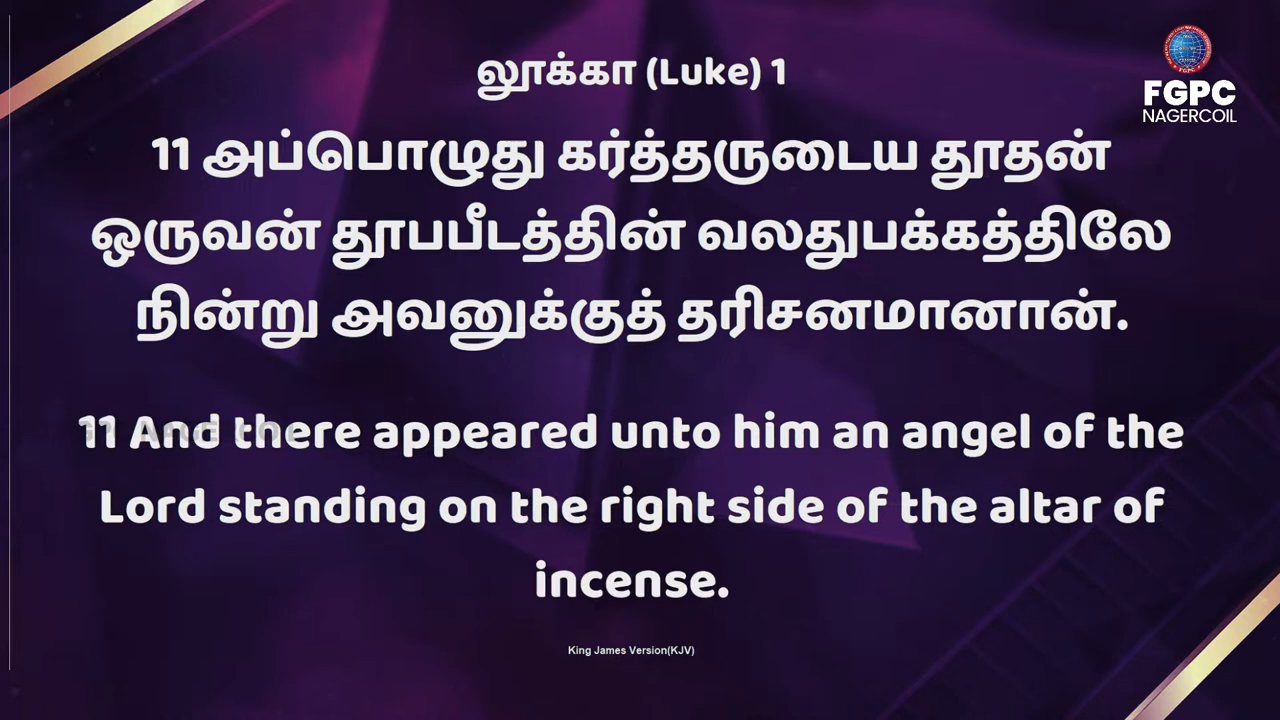 லூக்கா (Luke) 1
FGPC
NAGERCOIL
11 அப்பொழுது கர்த்தருடைய தூதன்
ஒருவன் தூபபீடத்தின் வலதுபக்கத்திலே
நின்று அவனுக்குத் தரிசனமானான்.
11 And there appeared unto him an angel of the
Lord standing on the right side of the altar of
incense.
King James Version(KJV)